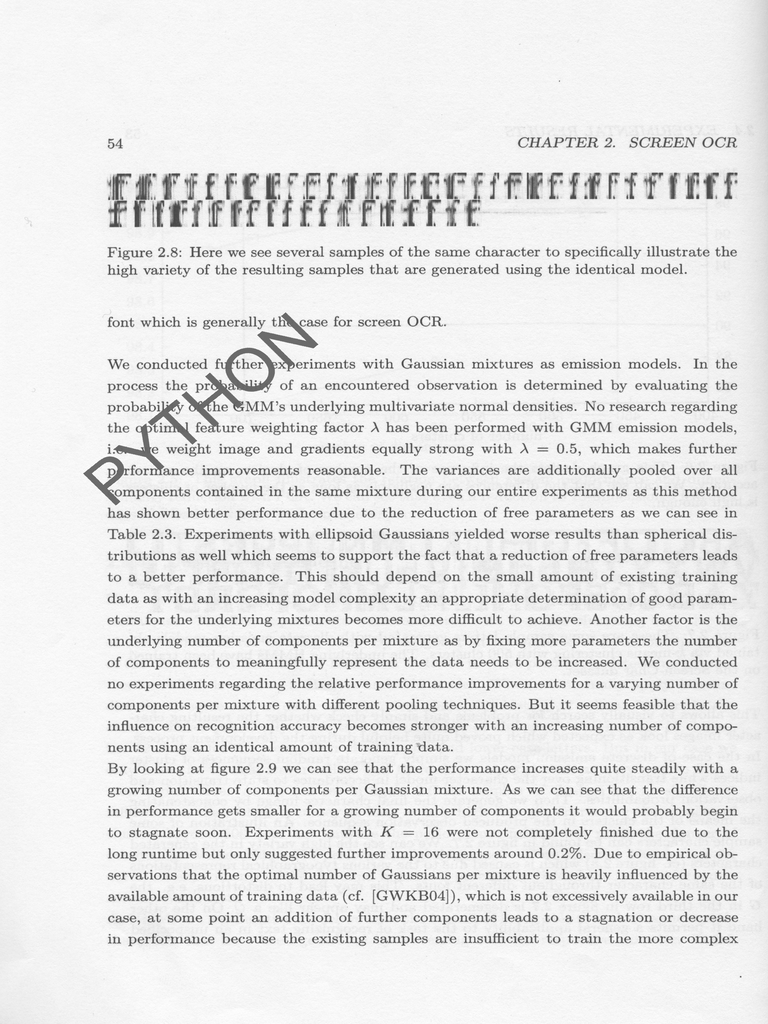 54 CHAPTER 2. SCREEN OCR
Figure 2.8: Here we see several samples of the same character to specifically illustrate the
high variety of the resulting samples that are generated using the identical model.
font which is generally the case for screen OCR.
We conducted further experiments with Gaussian mixtures as emission models. In the
process the probability of an encountered observation is determined by evaluating the
probability of the GMM's underlying multivariate normal densities. No research regarding
the optimal feature weighting factor λ has been performed with GMM emission models,
i.e. we weight image and gradients equally strong with λ = 0.5, which makes further
performance improvements reasonable. The variances are additionally pooled over all
components contained in the same mixture during our entire experiments as this method
has shown better performance due to the reduction of free parameters as we can see in
Table 2.3. Experiments with ellipsoid Gaussians yielded worse results than spherical dis-
tributions as well which seems to support the fact that a reduction of free parameters leads
to a better performance. This should depend on the small amount of existing training
data as with an increasing model complexity an appropriate determination of good param-
eters for the underlying mixtures becomes more difficult to achieve. Another factor is the
underlying number of components per mixture as by fixing more parameters the number
of components to meaningfully represent the data needs to be increased. We conducted
no experiments regarding the relative performance improvements for a varying number of
components per mixture with different pooling techniques. But it seems feasible that the
influence on recognition accuracy becomes stronger with an increasing number of compo-
nents using an identical amount of training data.
By looking at figure 2.9 we can see that the performance increases quite steadily with a
growing number of components per Gaussian mixture. As we can see that the difference
in performance gets smaller for a growing number of components it would probably begin
to stagnate soon. Experiments with K = 16 were not completely finished due to the
long runtime but only suggested further improvements around 0.2%. Due to empirical ob-
servations that the optimal number of Gaussians per mixture is heavily influenced by the
available amount of training data (cf. [GWKB04]), which is not excessively available in our
case, at some point an addition of further components leads to a stagnation or decrease
in performance because the existing samples are insufficient to train the more complex
PYTHON